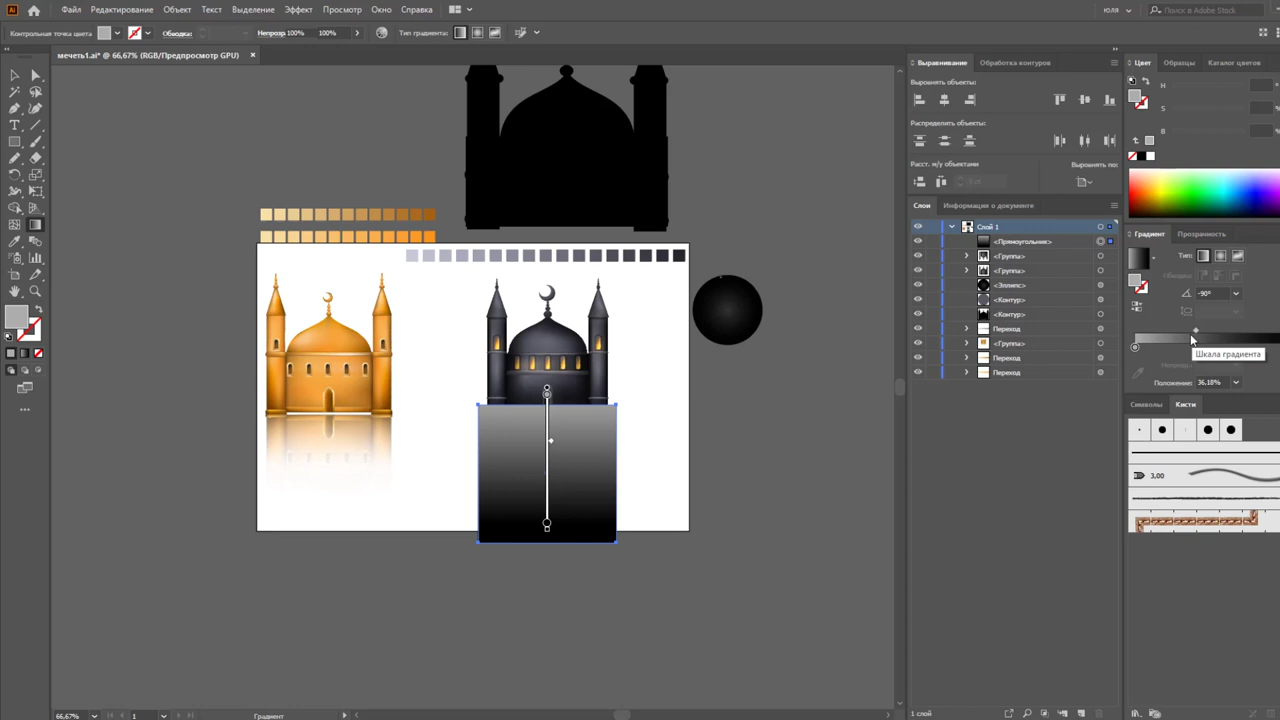 Ai Файл Редактирование Объект Текст Выделение Эффект Просмотр Окно Справка юля Поиск в Adobe Stock
Контрольная точка цвета Обводка: Непрозр 100% 100% Тип градиента:
мечеть1.ai* @ 66,67% (RGB/Предпросмотр GPU)
Выравнивание Обработка контуров
Выровнять объекты:
Распределить объекты:
Расст. м/у объектами Выровнять по:
Слои Информация о документе
Слой 1
<Прямоугольник>
<Группа>
<Группа>
<Эллипс>
<Контур>
<Контур>
Переход
<Группа>
Переход
Переход
1 слой
Цвет Образцы Каталог цветов
H
S
B
Градиент Прозрачность
Тип:
Обводка:
-90°
Шкала градиента
Положение: 36,18%
Символы Кисти
3,00
66,67% 1 Градиент